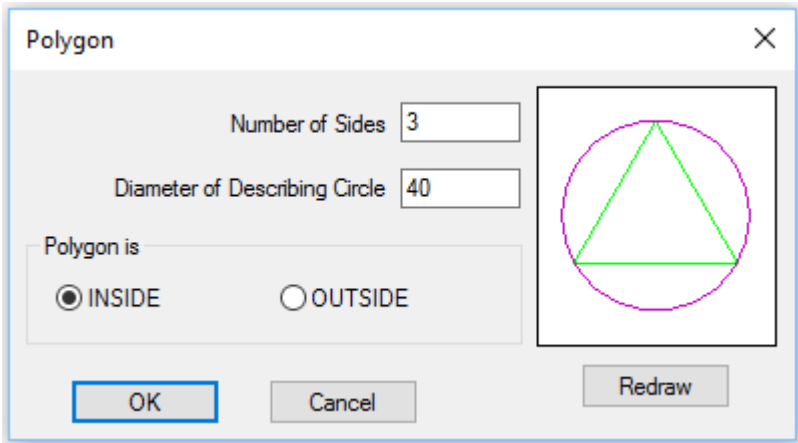 Polygon
Number of Sides 3
Diameter of Describing Circle 40
Polygon is
INSIDE OUTSIDE
OK Cancel Redraw